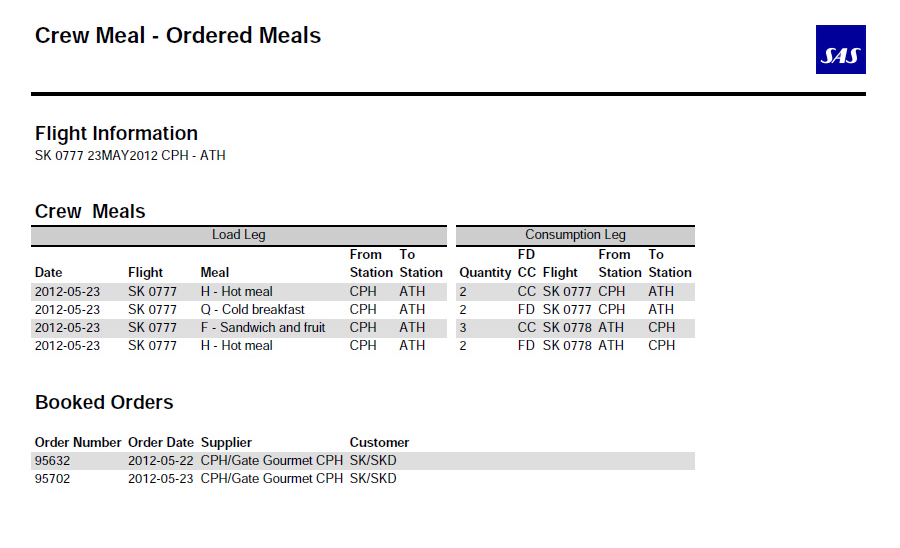 Crew Meal - Ordered Meals
SAS
Flight Information
SK 0777 23MAY2012 CPH - ATH
Crew Meals
Load Leg Consumption Leg
From To FD From To
Date Flight Meal Station Station Quantity CC Flight Station Station
2012-05-23 SK 0777 H - Hot meal CPH ATH 2 CC SK 0777 CPH ATH
2012-05-23 SK 0777 Q - Cold breakfast CPH ATH 2 FD SK 0777 CPH ATH
2012-05-23 SK 0777 F - Sandwich and fruit CPH ATH 3 CC SK 0778 ATH CPH
2012-05-23 SK 0777 H - Hot meal CPH ATH 2 FD SK 0778 ATH CPH
Booked Orders
Order Number Order Date Supplier Customer
95632 2012-05-22 CPH/Gate Gourmet CPH SK/SKD
95702 2012-05-23 CPH/Gate Gourmet CPH SK/SKD